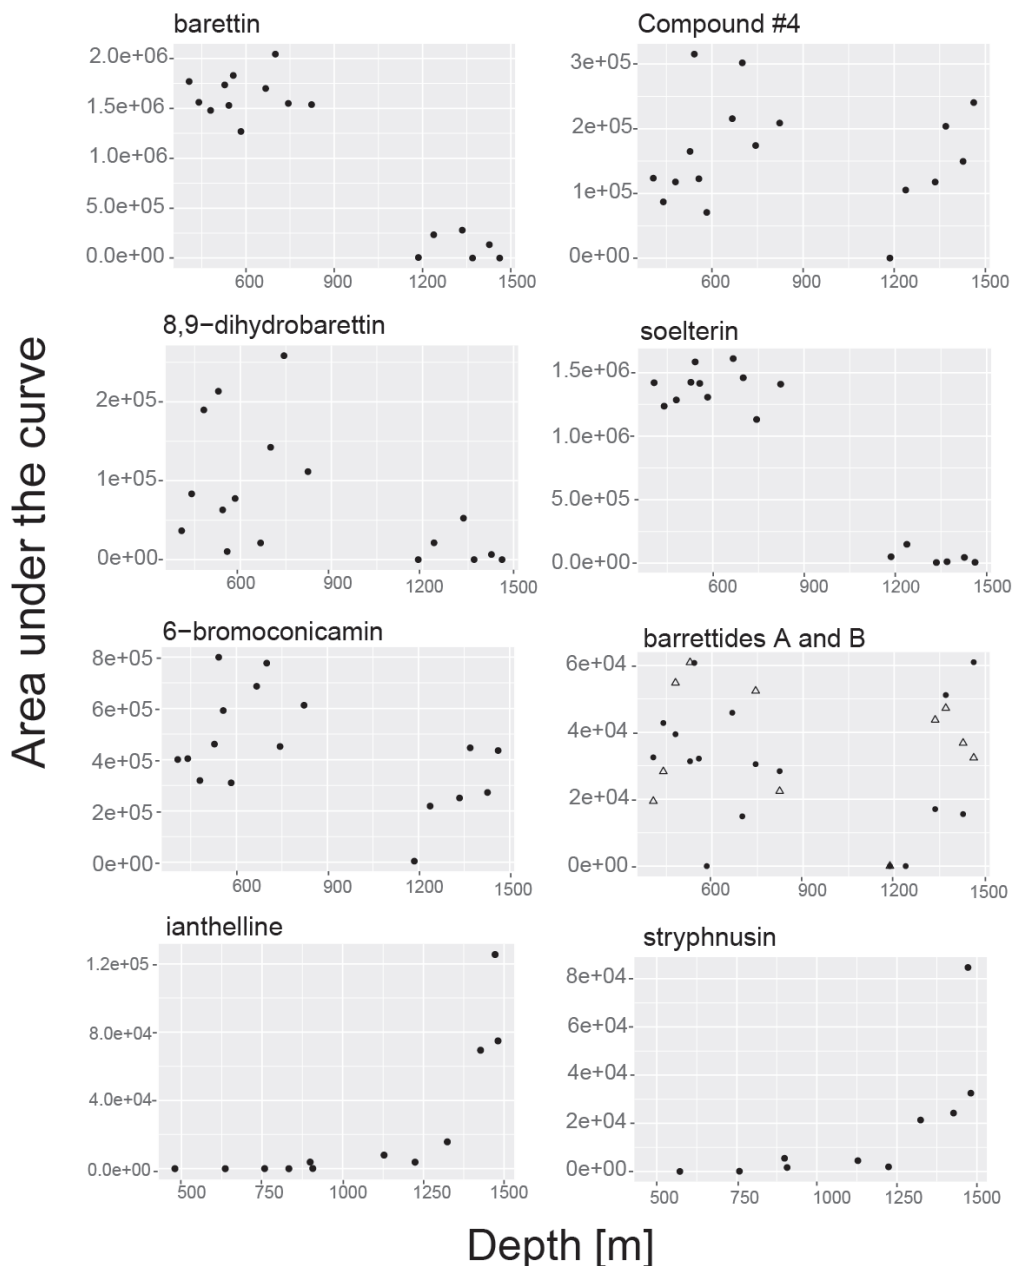 Area under the curve
barettin
2.0e+06
1.5e+06
1.0e+06
5.0e+05
0.0e+00
600 900 1200 1500
Compound #4
3e+05
2e+05
1e+05
0e+00
600 900 1200 1500
8,9−dihydrobarettin
2e+05
1e+05
0e+00
600 900 1200 1500
soelterin
1.5e+06
1.0e+06
5.0e+05
0.0e+00
600 900 1200 1500
6−bromoconicamin
8e+05
6e+05
4e+05
2e+05
0e+00
600 900 1200 1500
barrettides A and B
6e+04
4e+04
2e+04
0e+00
600 900 1200 1500
ianthelline
1.2e+05
8.0e+04
4.0e+04
0.0e+00
500 750 1000 1250 1500
stryphnusin
8e+04
6e+04
4e+04
2e+04
0e+00
500 750 1000 1250 1500
Depth [m]